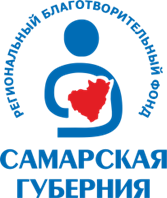 РЕГИОНАЛЬНЫЙ БЛАГОТВОРИТЕЛЬНЫЙ ФОНД
САМАРСКАЯ
ГУБЕРНИЯ